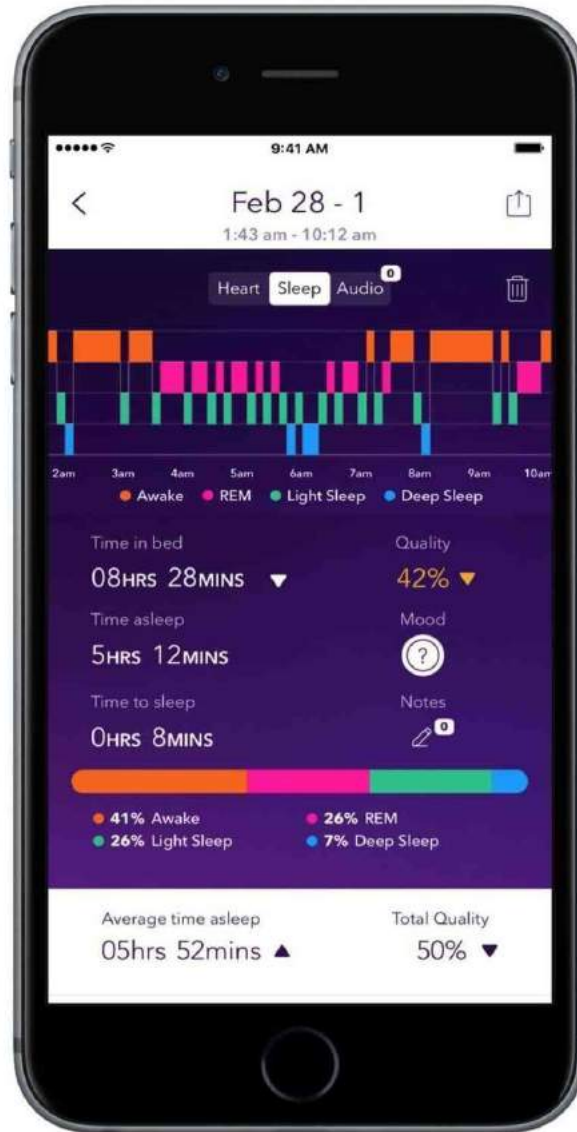 9:41 AM
Feb 28 - 1
1:43 am - 10:12 am
Heart Sleep Audio 0
2am 3am 4am 5am 6am 7am 8am 9am 10am
Awake REM Light Sleep Deep Sleep
Time in bed Quality
08HRS 28MINS 42%
Time asleep Mood
5HRS 12MINS ?
Time to sleep Notes
0HRS 8MINS 0
41% Awake 26% REM
26% Light Sleep 7% Deep Sleep
Average time asleep Total Quality
05hrs 52mins 50%